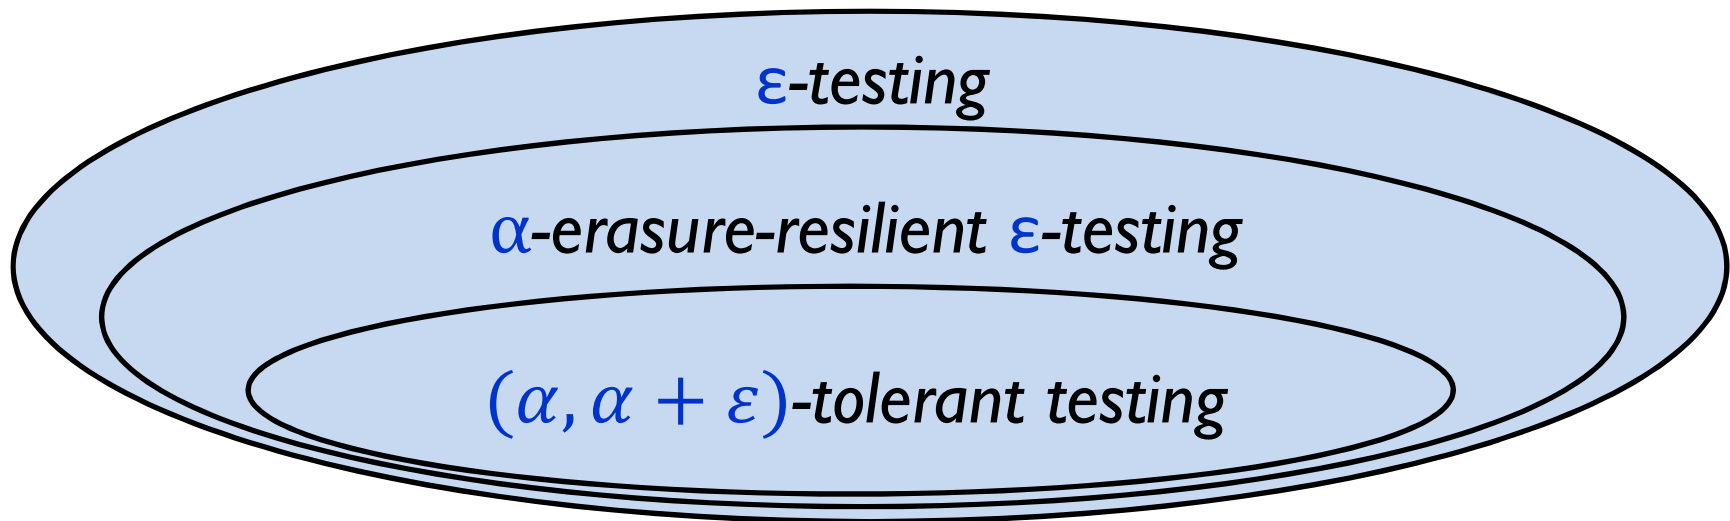 ε-testing
α-erasure-resilient ε-testing
(α, α + ε)-tolerant testing